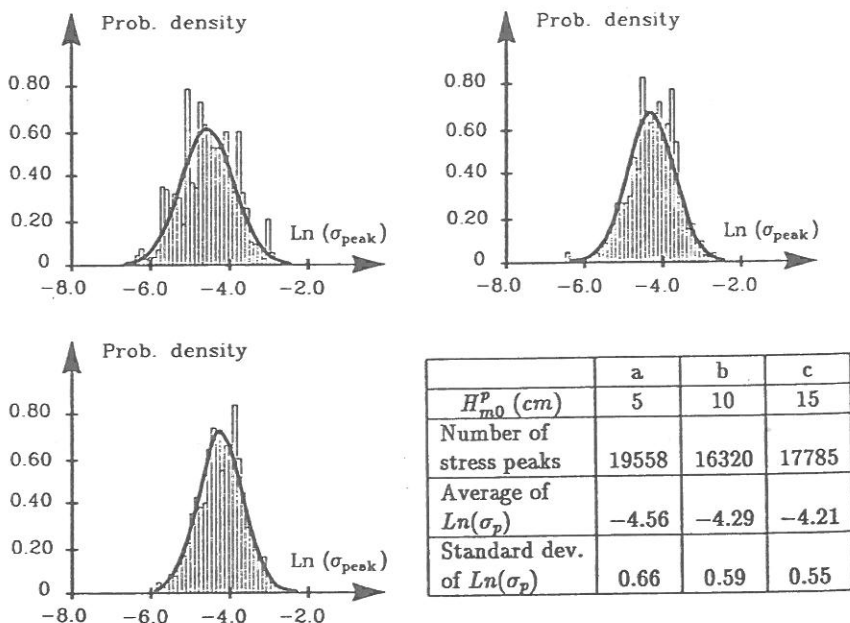 Prob. density
0.80
0.60
0.40
0.20
0
Ln (σpeak)
−8.0 −6.0 −4.0 −2.0
Prob. density
0.80
0.60
0.40
0.20
0
Ln (σpeak)
−8.0 −6.0 −4.0 −2.0
Prob. density
0.80
0.60
0.40
0.20
0
Ln (σpeak)
−8.0 −6.0 −4.0 −2.0
a b c
H^p_m0 (cm) 5 10 15
Number of
stress peaks 19558 16320 17785
Average of
Ln(σp) −4.56 −4.29 −4.21
Standard dev.
of Ln(σp) 0.66 0.59 0.55